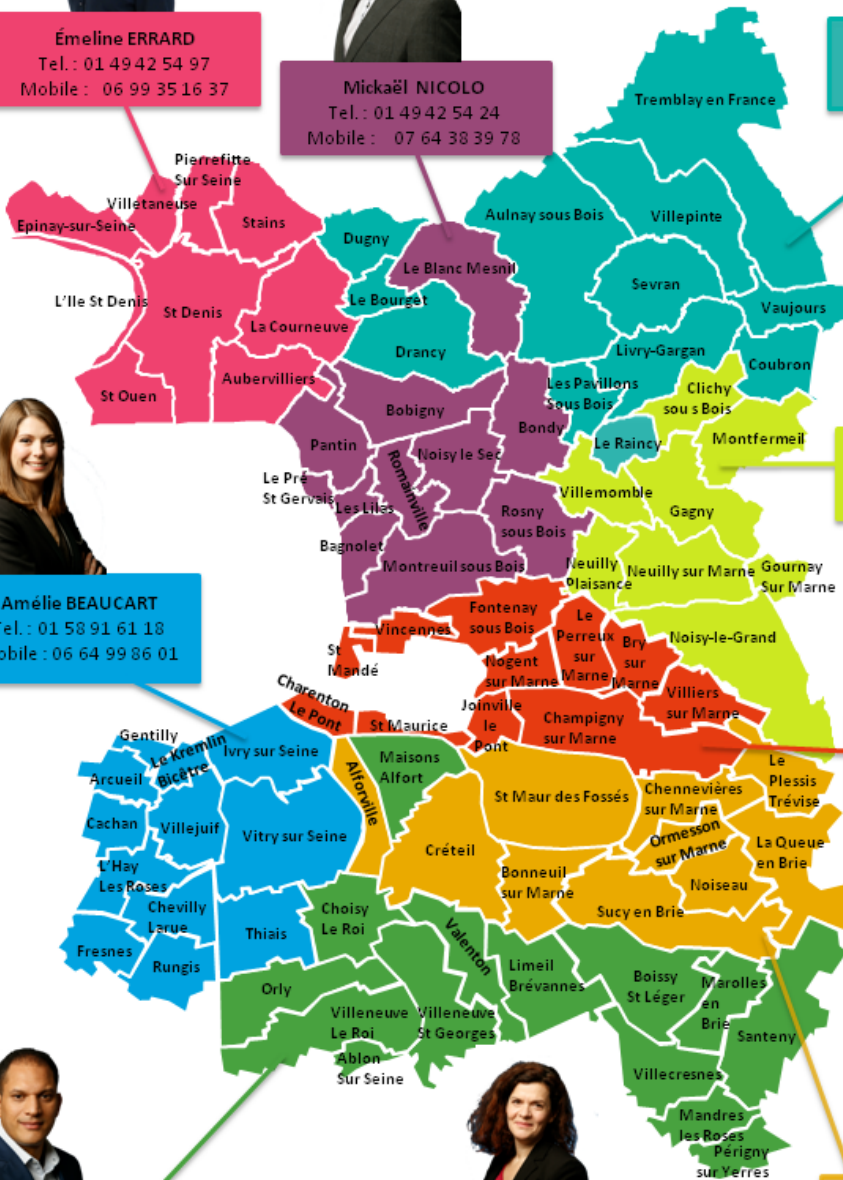 Émeline ERRARD
Tel. : 01 49 42 54 97
Mobile : 06 99 35 16 37
Mickaël NICOLO
Tel. : 01 49 42 54 24
Mobile : 07 64 38 39 78
Tremblay en France
Pierrefitte
Sur Seine
Villetaneuse
Epinay-sur-Seine
Stains
Dugny
Aulnay sous Bois
Villepinte
Le Blanc Mesnil
Sevran
L'Ile St Denis
St Denis
Le Bourget
La Courneuve
Vaujours
Drancy
Livry-Gargan
Coubron
Aubervilliers
St Ouen
Les Pavillons
Sous Bois
Clichy
sous Bois
Bobigny
Bondy
Le Raincy
Montfermeil
Pantin
Noisy le Sec
Romainville
Le Pré
St Gervais
Les Lilas
Villemomble
Gagny
Rosny
sous Bois
Bagnolet
Montreuil sous Bois
Neuilly
Plaisance
Neuilly sur Marne
Gournay
Sur Marne
Amélie BEAUCART
Tel. : 01 58 91 61 18
obile : 06 64 99 86 01
Vincennes
Fontenay
sous Bois
Le
Perreux
sur
Marne
Bry
sur
Marne
Noisy-le-Grand
St
Mandé
Nogent
sur Marne
Villiers
sur Marne
Charenton
Le Pont
St Maurice
Joinville
le
Pont
Champigny
sur Marne
Gentilly
Le Kremlin
Bicêtre
Ivry sur Seine
Arcueil
Maisons
Alfort
Alforville
Le
Plessis
Trévise
St Maur des Fossés
Chennevières
sur Marne
Cachan
Villejuif
Vitry sur Seine
Ormesson
sur Marne
La Queue
en Brie
Créteil
L'Hay
Les Roses
Bonneuil
sur Marne
Noiseau
Chevilly
Larue
Sucy en Brie
Choisy
Le Roi
Thiais
Valenton
Fresnes
Rungis
Limeil
Brévannes
Boissy
St Léger
Marolles
en
Brie
Orly
Villeneuve
Le Roi
Villeneuve
St Georges
Santeny
Ablon
Sur Seine
Villecresnes
Mandres
les Roses
Périgny
sur Yerres